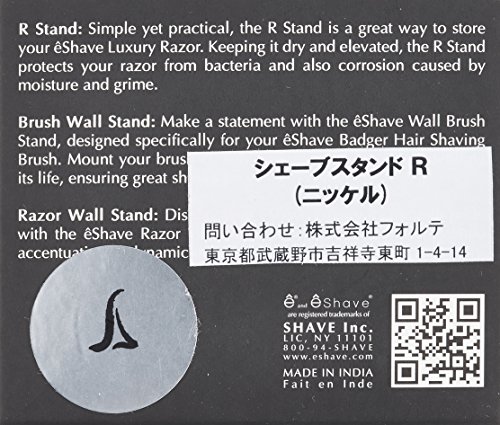 R Stand: Simple yet practical, the R Stand is a great way to store
your êShave Luxury Razor. Keeping it dry and elevated, the R Stand
protects your razor from bacteria and also corrosion caused by
moisture and grime.
Brush Wall Stand: Make a statement with the êShave Wall Brush
Stand, designed specifically for your êShave Badger Hair Shaving
Brush. Mount your brus
its life, ensuring great sh
シェーブスタンド R
(ニッケル)
問い合わせ:株式会社フォルテ
東京都武蔵野市吉祥寺東町 1-4-14
Razor Wall Stand: Dis
with the êShave Razor
accentuatio
dynamic
ê® and êShave®
are registered trademarks of
SHAVE Inc.
LIC, NY 11101
800-94-SHAVE
www.eshave.com
MADE IN INDIA
Fait en Inde